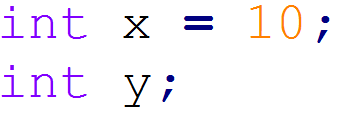 int x = 10;
int y;